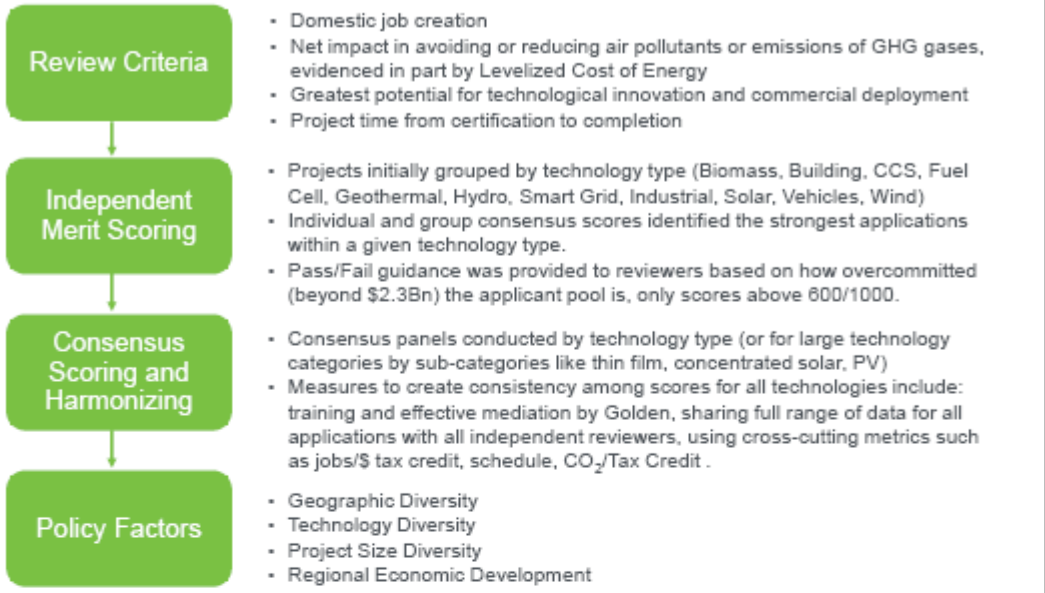 Review Criteria
- Domestic job creation
- Net impact in avoiding or reducing air pollutants or emissions of GHG gases,
evidenced in part by Levelized Cost of Energy
- Greatest potential for technological innovation and commercial deployment
- Project time from certification to completion
Independent
Merit Scoring
- Projects initially grouped by technology type (Biomass, Building, CCS, Fuel
Cell, Geothermal, Hydro, Smart Grid, Industrial, Solar, Vehicles, Wind)
- Individual and group consensus scores identified the strongest applications
within a given technology type.
- Pass/Fail guidance was provided to reviewers based on how overcommitted
(beyond $2.3Bn) the applicant pool is, only scores above 600/1000.
Consensus
Scoring and
Harmonizing
- Consensus panels conducted by technology type (or for large technology
categories by sub-categories like thin film, concentrated solar, PV)
- Measures to create consistency among scores for all technologies include:
training and effective mediation by Golden, sharing full range of data for all
applications with all independent reviewers, using cross-cutting metrics such
as jobs/$ tax credit, schedule, CO₂/Tax Credit .
Policy Factors
- Geographic Diversity
- Technology Diversity
- Project Size Diversity
- Regional Economic Development